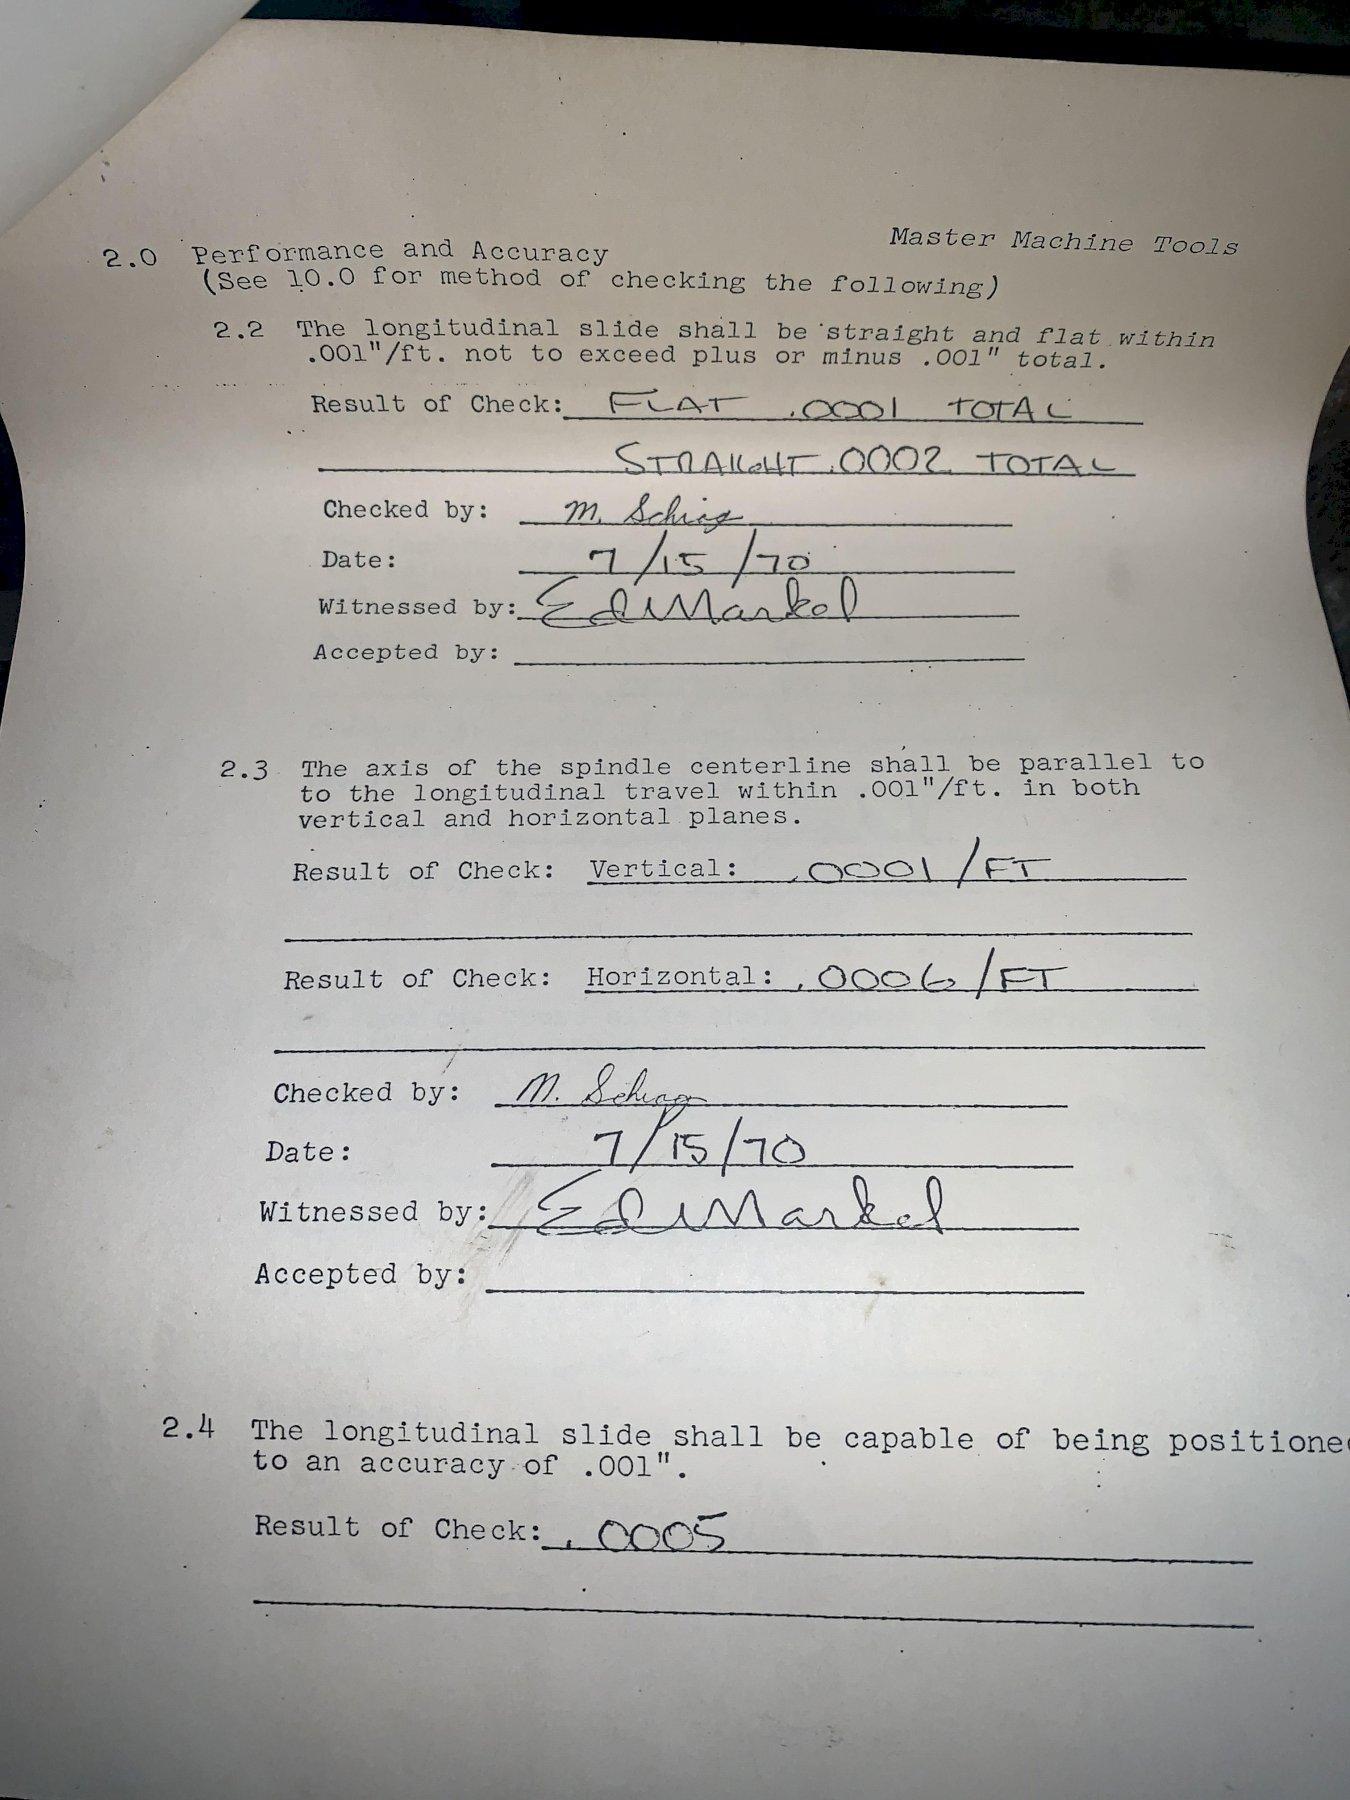 Master Machine Tools
2.0 Performance and Accuracy
(See 10.0 for method of checking the following)
2.2 The longitudinal slide shall be straight and flat within
.001"/ft. not to exceed plus or minus .001" total.
Result of Check: FLAT .0001 TOTAL
STRAIGHT .0002 TOTAL
Checked by: M.
Date: 7/15/70
Witnessed by: Ed Markel
Accepted by:
2.3 The axis of the spindle centerline shall be parallel to
to the longitudinal travel within .001"/ft. in both
vertical and horizontal planes.
Result of Check: Vertical: .0001/FT
Result of Check: Horizontal: .0006/FT
Checked by: M.
Date: 7/15/70
Witnessed by: Ed Markel
Accepted by:
2.4 The longitudinal slide shall be capable of being positione
to an accuracy of .001".
Result of Check: .0005